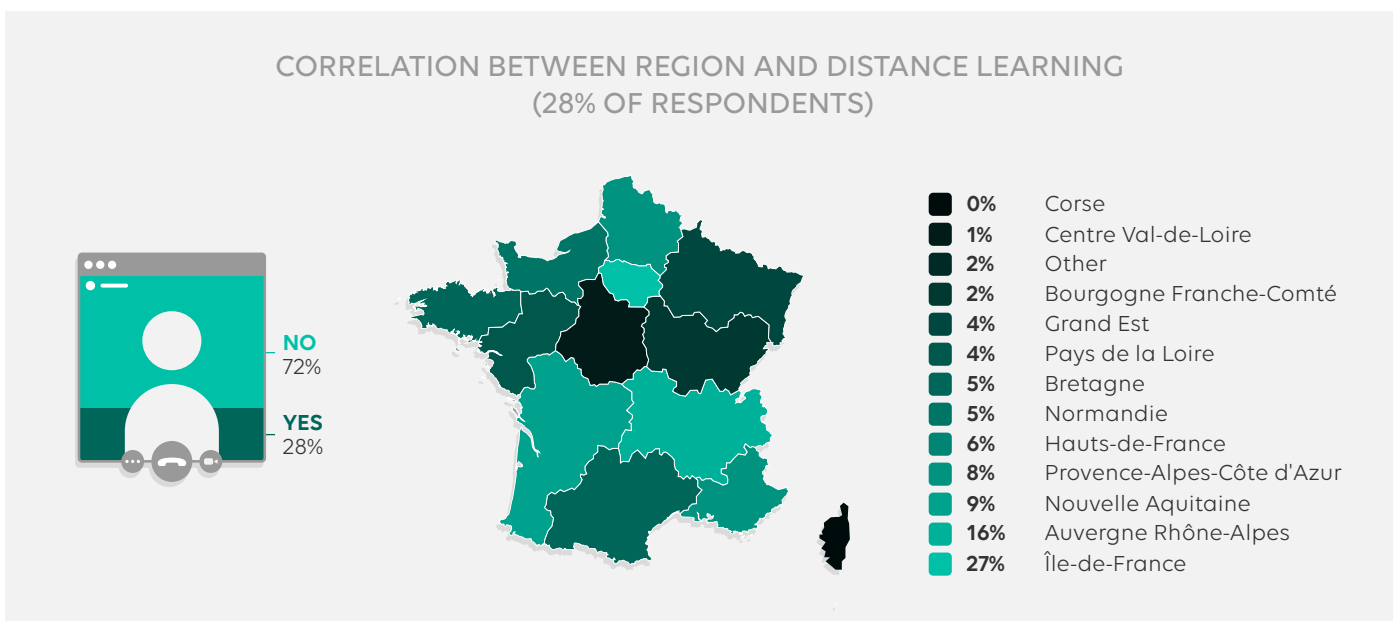 CORRELATION BETWEEN REGION AND DISTANCE LEARNING
(28% OF RESPONDENTS)
NO
72%
YES
28%
0% Corse
1% Centre Val-de-Loire
2% Other
2% Bourgogne Franche-Comté
4% Grand Est
4% Pays de la Loire
5% Bretagne
5% Normandie
6% Hauts-de-France
8% Provence-Alpes-Côte d'Azur
9% Nouvelle Aquitaine
16% Auvergne Rhône-Alpes
27% Île-de-France